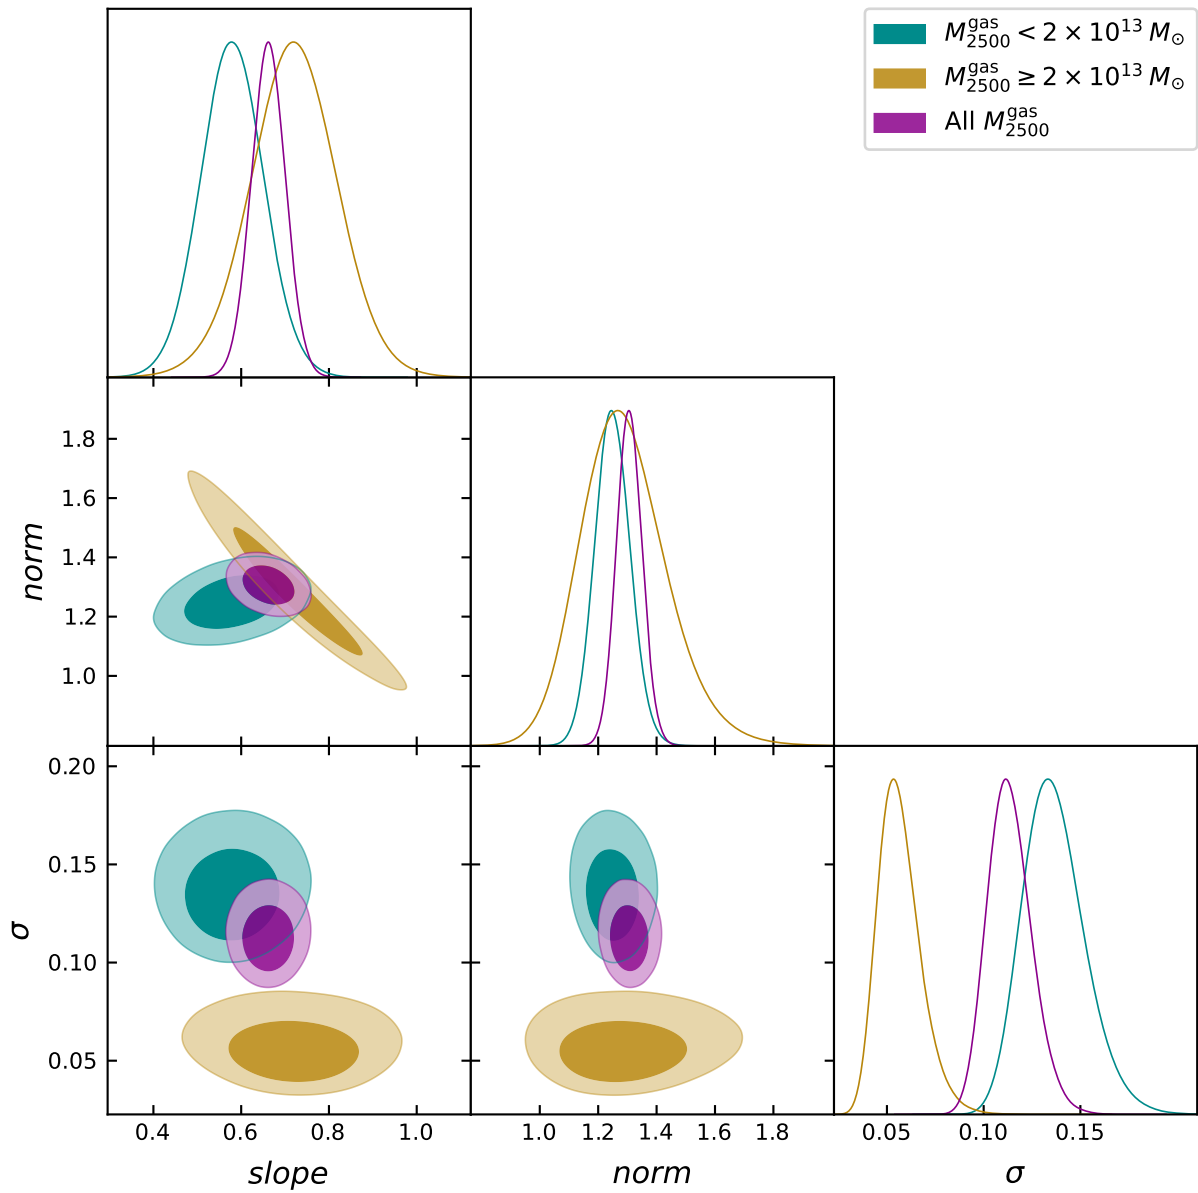 M^gas_2500 < 2 × 10^13 M_⊙
M^gas_2500 ≥ 2 × 10^13 M_⊙
All M^gas_2500
norm
1.8
1.6
1.4
1.2
1.0
σ
0.20
0.15
0.10
0.05
0.4 0.6 0.8 1.0
1.0 1.2 1.4 1.6 1.8
0.05 0.10 0.15
slope
norm
σ